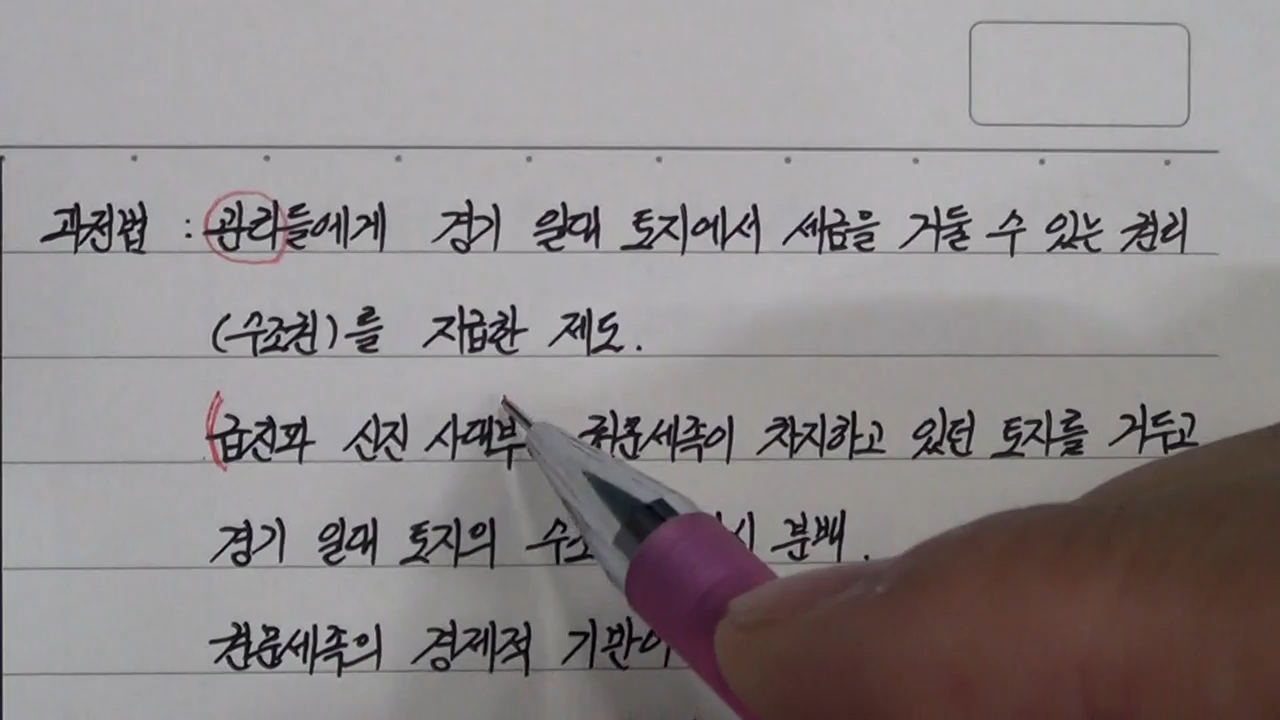 과전법 : 관리들에게 경기 일대 토지에서 세금을 거둘 수 있는 권리
(수조권)를 지급한 제도.
급진파 신진 사대부 권문세족이 차지하고 있던 토지를 거두고
경기 일대 토지의 분배.
권문세족의 경제적